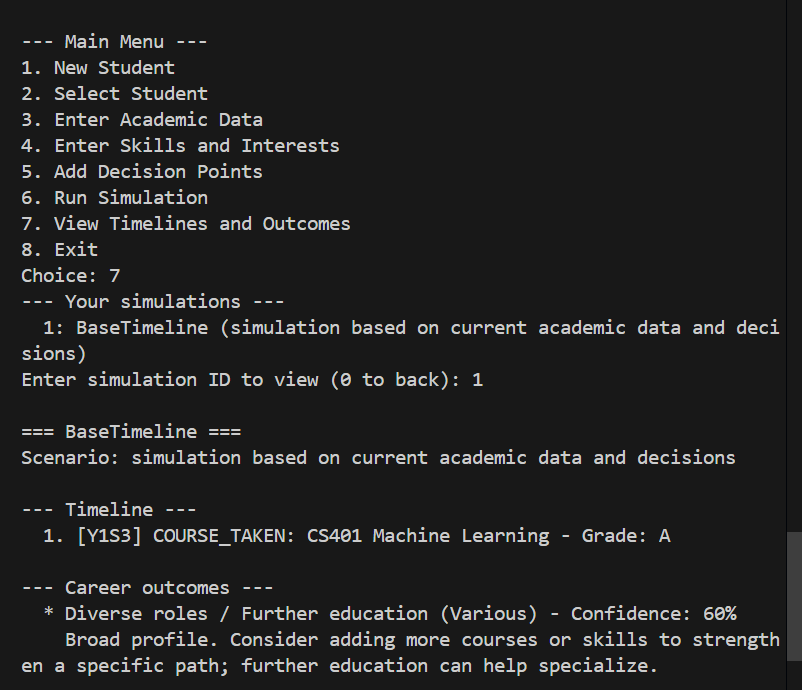 --- Main Menu ---
1. New Student
2. Select Student
3. Enter Academic Data
4. Enter Skills and Interests
5. Add Decision Points
6. Run Simulation
7. View Timelines and Outcomes
8. Exit
Choice: 7
--- Your simulations ---
  1: BaseTimeline (simulation based on current academic data and deci
sions)
Enter simulation ID to view (0 to back): 1

=== BaseTimeline ===
Scenario: simulation based on current academic data and decisions

--- Timeline ---
  1. [Y1S3] COURSE_TAKEN: CS401 Machine Learning - Grade: A

--- Career outcomes ---
  * Diverse roles / Further education (Various) - Confidence: 60%
    Broad profile. Consider adding more courses or skills to strength
en a specific path; further education can help specialize.